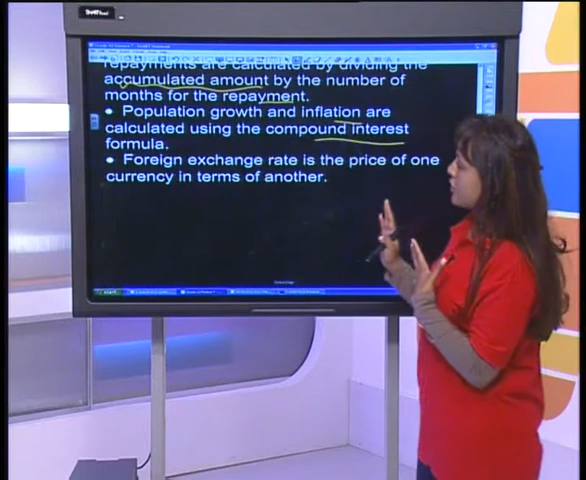 repayments are calculated by dividing the
accumulated amount by the number of
months for the repayment.
• Population growth and inflation are
calculated using the compound interest
formula.
• Foreign exchange rate is the price of one
currency in terms of another.